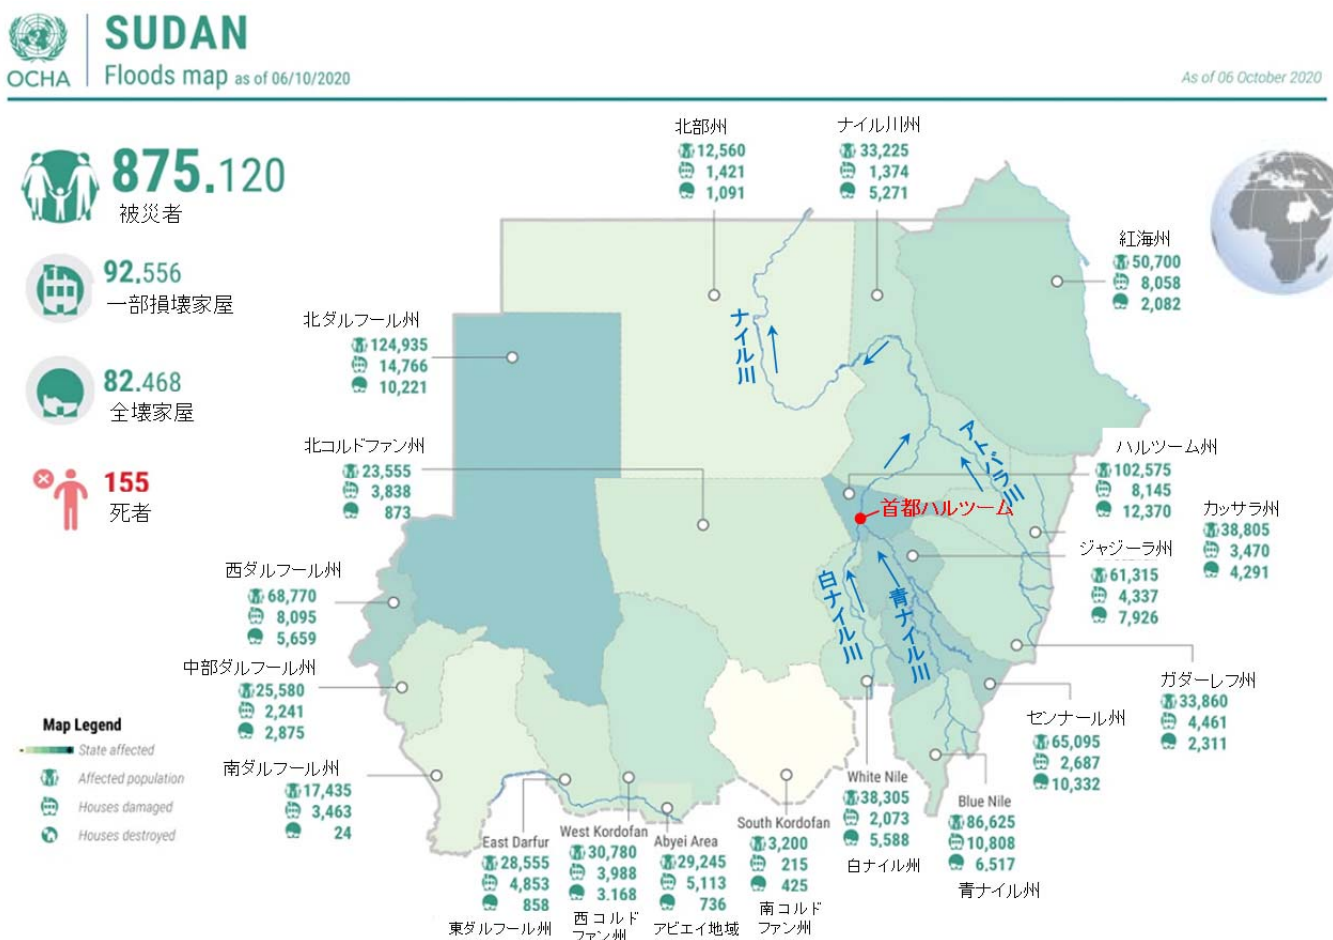 OCHA
SUDAN
Floods map as of 06/10/2020
As of 06 October 2020
875.120
被災者
92.556
一部損壊家屋
82.468
全壊家屋
155
死者
Map Legend
State affected
Affected population
Houses damaged
Houses destroyed
北部州
12,560
1,421
1,091
ナイル川州
33,225
1,374
5,271
紅海州
50,700
8,058
2,082
北ダルフール州
124,935
14,766
10,221
北コルドファン州
23,555
3,838
873
ハルツーム州
102,575
8,145
12,370
カッサラ州
38,805
3,470
4,291
ジャジーラ州
61,315
4,337
7,926
西ダルフール州
68,770
8,095
5,659
中部ダルフール州
25,580
2,241
2,875
南ダルフール州
17,435
3,463
24
ガダーレフ州
33,860
4,461
2,311
センナール州
65,095
2,687
10,332
East Darfur
28,555
4,853
858
東ダルフール州
West Kordofan
30,780
3,988
3.168
西コルド
ファン州
Abyei Area
29,245
5,113
736
アビエイ地域
South Kordofan
3,200
215
425
南コルド
ファン州
White Nile
38,305
2,073
5,588
白ナイル州
Blue Nile
86,625
10,808
6,517
青ナイル州
ナイル川
アトバラ川
首都ハルツーム
白ナイル川
青ナイル川